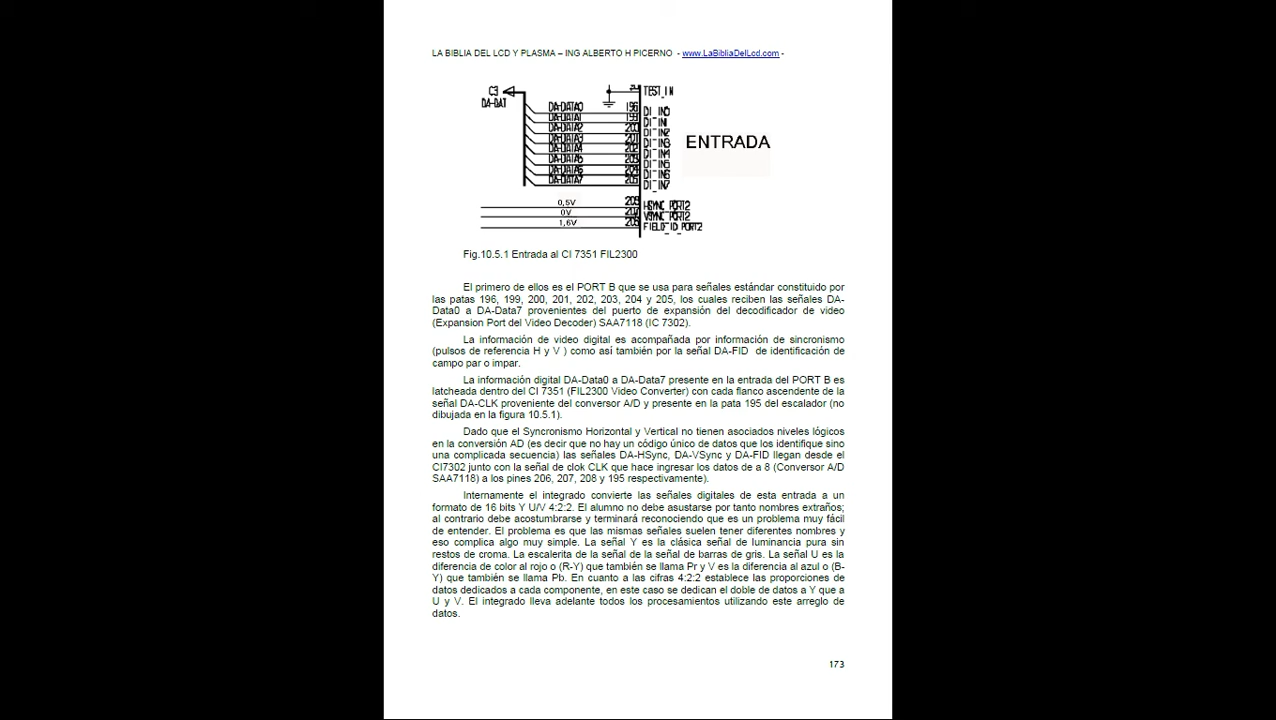 LA BIBLIA DEL LCD Y PLASMA – ING ALBERTO H PICERNO - www.LaBibliaDelLcd.com -
C3
DA-DAT
TEST_IN
DA-DATA0 196 DI_IN0
DA-DATA1 199 DI_IN1
DA-DATA2 200 DI_IN2
DA-DATA3 201 DI_IN3
DA-DATA4 202 DI_IN4
DA-DATA5 203 DI_IN5
DA-DATA6 204 DI_IN6
DA-DATA7 205 DI_IN7
ENTRADA
0,5V HSYNC_PORT2
0V 207 VSYNC_PORT2
1,6V FIELD_ID_PORT2
Fig.10.5.1 Entrada al CI 7351 FIL2300
El primero de ellos es el PORT B que se usa para señales estándar constituido por
las patas 196, 199, 200, 201, 202, 203, 204 y 205, los cuales reciben las señales DA-
Data0 a DA-Data7 provenientes del puerto de expansión del decodificador de video
(Expansion Port del Video Decoder) SAA7118 (IC 7302).
La información de video digital es acompañada por información de sincronismo
(pulsos de referencia H y V ) como así también por la señal DA-FID de identificación de
campo par o impar.
La información digital DA-Data0 a DA-Data7 presente en la entrada del PORT B es
latcheada dentro del CI 7351 (FIL2300 Video Converter) con cada flanco ascendente de la
señal DA-CLK proveniente del conversor A/D y presente en la pata 195 del escalador (no
dibujada en la figura 10.5.1).
Dado que el Syncronismo Horizontal y Vertical no tienen asociados niveles lógicos
en la conversión AD (es decir que no hay un código único de datos que los identifique sino
una complicada secuencia) las señales DA-HSync, DA-VSync y DA-FID llegan desde el
CI7302 junto con la señal de clok CLK que hace ingresar los datos de a 8 (Conversor A/D
SAA7118) a los pines 206, 207, 208 y 195 respectivamente).
Internamente el integrado convierte las señales digitales de esta entrada a un
formato de 16 bits Y U/V 4:2:2. El alumno no debe asustarse por tanto nombres extraños;
al contrario debe acostumbrarse y terminará reconociendo que es un problema muy fácil
de entender. El problema es que las mismas señales suelen tener diferentes nombres y
eso complica algo muy simple. La señal Y es la clásica señal de luminancia pura sin
restos de croma. La escalerita de la señal de la señal de barras de gris. La señal U es la
diferencia de color al rojo o (R-Y) que también se llama Pr y V es la diferencia al azul o (B-
Y) que también se llama Pb. En cuanto a las cifras 4:2:2 establece las proporciones de
datos dedicados a cada componente, en este caso se dedican el doble de datos a Y que a
U y V. El integrado lleva adelante todos los procesamientos utilizando este arreglo de
datos.
173